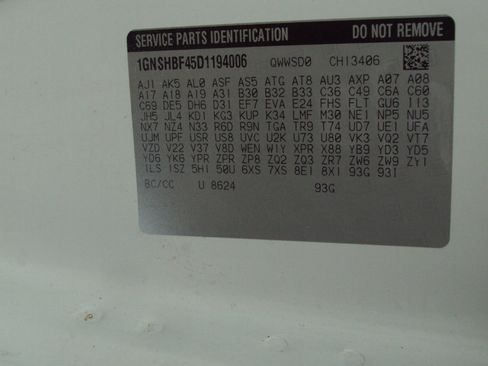 SERVICE PARTS IDENTIFICATION DO NOT REMOVE
1GNSHBF45D1194006 QWWSD0 CHI3406
AJ1 AK5 AL0 ASF AS5 ATG AT8 AU3 AXP A07 A08
A17 A18 A19 A31 B30 B32 B33 C36 C49 C6A C60
C69 DE5 DH6 D31 EF7 EVA E24 FHS FLT GU6 I13
JH5 JL4 KD1 KG3 KUP K34 LMF M30 NE1 NP5 NU5
NX7 NZ4 N33 R6D R9N TGA TR9 T74 UD7 UE1 UFA
UJM UPF USR US8 UVC U2K U73 U80 VK3 VQ2 VT7
VZD V22 V37 V8D WEN WIY XPR X88 YB9 YD3 YD5
YD6 YK6 YPR ZPR ZP8 ZQ2 ZQ3 ZR7 ZW6 ZW9 ZY1
1LS 1SZ 5H1 50U 6XS 7XS 8E1 8X1 93G 931
BC/CC U 8624 93G